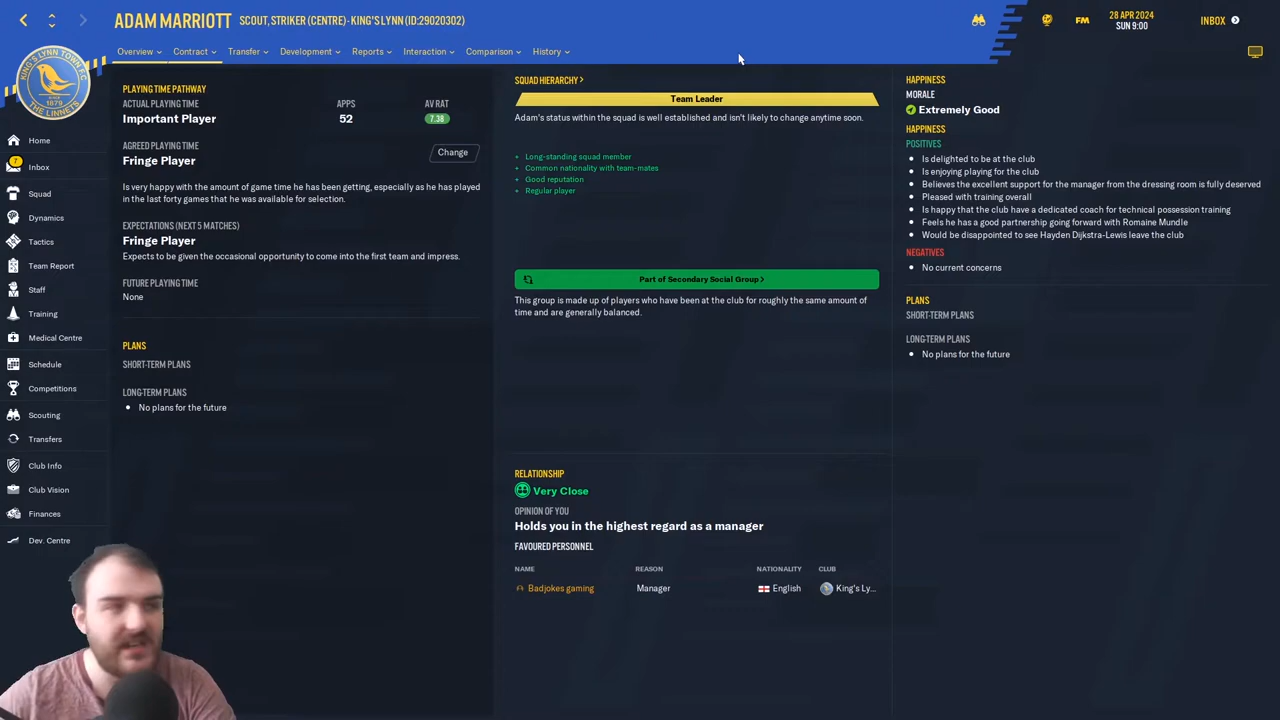 ADAM MARRIOTT
SCOUT, STRIKER (CENTRE) - KING'S LYNN (ID:29020302)
28 APR 2024
SUN 9:00
INBOX
FM
Overview
Contract
Transfer
Development
Reports
Interaction
Comparison
History
KING'S LYNN TOWN FC
1879
THE LINNETS
Home
7
Inbox
Squad
Dynamics
Tactics
Team Report
Staff
Training
Medical Centre
Schedule
Competitions
Scouting
Transfers
Club Info
Club Vision
Finances
Dev. Centre
PLAYING TIME PATHWAY
ACTUAL PLAYING TIME APPS AV RAT
Important Player 52 7.38
AGREED PLAYING TIME
Fringe Player
Change
Is very happy with the amount of game time he has been getting, especially as he has played
in the last forty games that he was available for selection.
EXPECTATIONS (NEXT 5 MATCHES)
Fringe Player
Expects to be given the occasional opportunity to come into the first team and impress.
FUTURE PLAYING TIME
None
PLANS
SHORT-TERM PLANS
LONG-TERM PLANS
No plans for the future
SQUAD HIERARCHY >
Team Leader
Adam's status within the squad is well established and isn't likely to change anytime soon.
+ Long-standing squad member
+ Common nationality with team-mates
+ Good reputation
+ Regular player
Part of Secondary Social Group >
This group is made up of players who have been at the club for roughly the same amount of
time and are generally balanced.
RELATIONSHIP
Very Close
OPINION OF YOU
Holds you in the highest regard as a manager
FAVOURED PERSONNEL
NAME REASON NATIONALITY CLUB
Badjokes gaming Manager English King's Ly...
HAPPINESS
MORALE
Extremely Good
HAPPINESS
POSITIVES
Is delighted to be at the club
Is enjoying playing for the club
Believes the excellent support for the manager from the dressing room is fully deserved
Pleased with training overall
Is happy that the club have a dedicated coach for technical possession training
Feels he has a good partnership going forward with Romaine Mundle
Would be disappointed to see Hayden Dijkstra-Lewis leave the club
NEGATIVES
No current concerns
PLANS
SHORT-TERM PLANS
LONG-TERM PLANS
No plans for the future